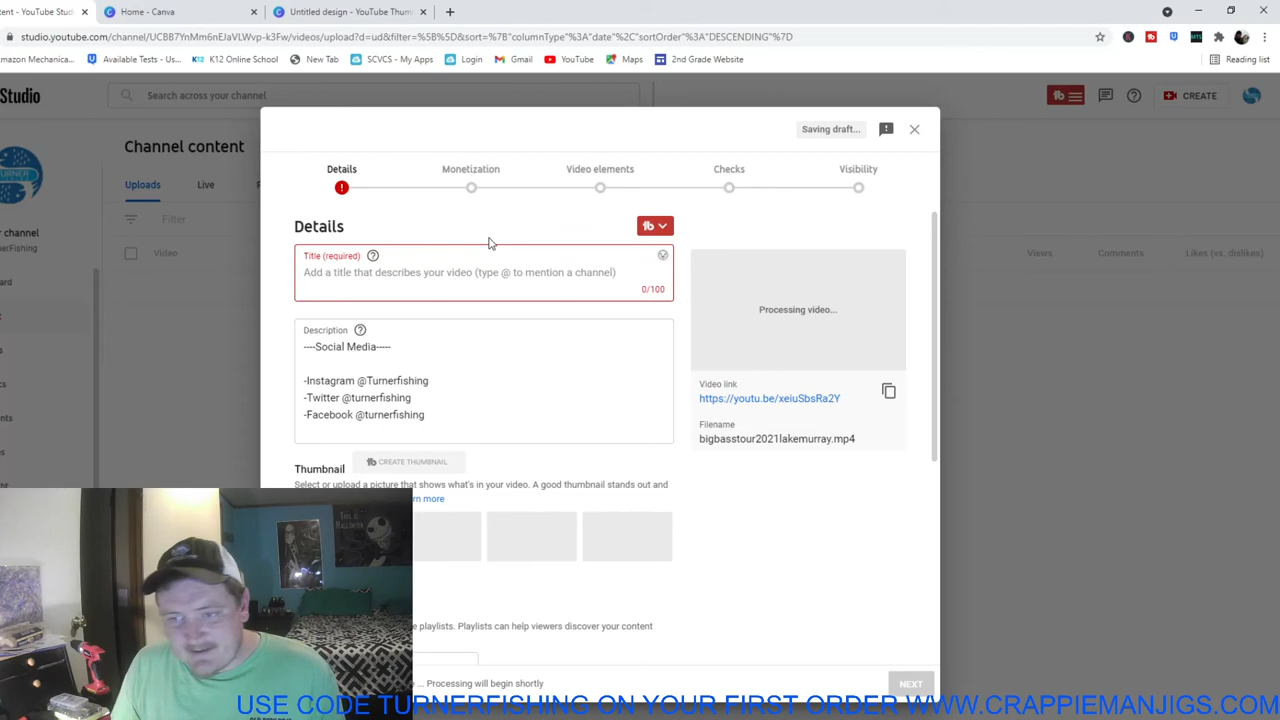 ent - YouTube Studio
Home - Canva
Untitled design - YouTube Thum
studio.youtube.com/channel/UCBB7YnMm6nEJaVLWvp-k3Fw/videos/upload?d=ud&filter=%5B%5D&sort=%7B"columnType"%3A"date"%2C"sortOrder"%3A"DESCENDING"%7D
mazon Mechanica...
Available Tests - Us...
K12 K12 Online School
New Tab
SCVCS - My Apps
Login
Gmail
YouTube
Maps
2nd Grade Website
Reading list
Studio
Search across your channel
CREATE
Channel content
Uploads
Live
Filter
Video
Views
Comments
Likes (vs. dislikes)
TURNER
r channel
nerFishing
Saving draft...
Details
Monetization
Video elements
Checks
Visibility
Details
Title (required)
Add a title that describes your video (type @ to mention a channel)
0/100
Description
----Social Media-----
-Instagram @Turnerfishing
-Twitter @turnerfishing
-Facebook @turnerfishing
Processing video...
Video link
https://youtu.be/xeiuSbsRa2Y
Filename
bigbasstour2021lakemurray.mp4
Thumbnail
CREATE THUMBNAIL
Select or upload a picture that shows what's in your video. A good thumbnail stands out and
rn more
e playlists. Playlists can help viewers discover your content
... Processing will begin shortly
NEXT
USE CODE TURNERFISHING ON YOUR FIRST ORDER WWW.CRAPPIEMANJIGS.COM